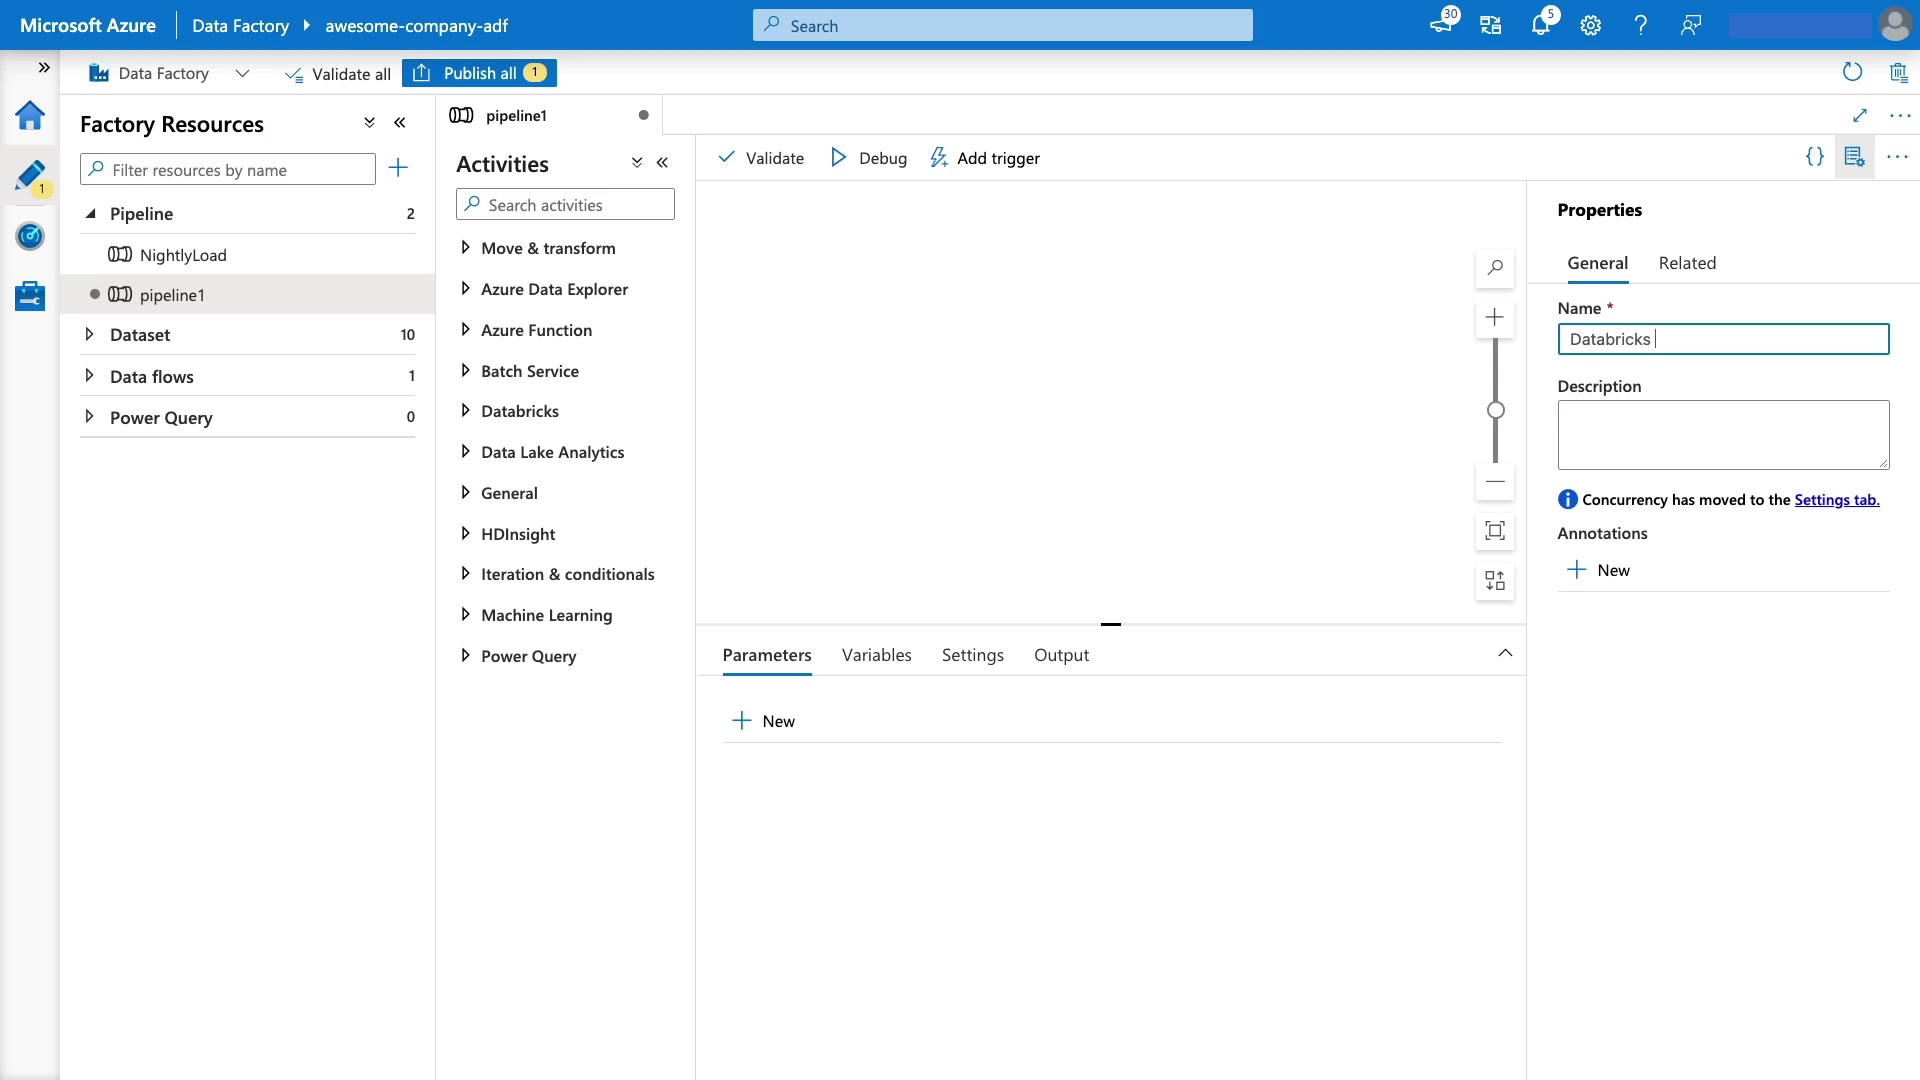 Microsoft Azure
Data Factory
awesome-company-adf
Search
30
5
Data Factory
Validate all
Publish all
1
1
Factory Resources
Filter resources by name
Pipeline 2
NightlyLoad
pipeline1
Dataset 10
Data flows 1
Power Query 0
pipeline1
Activities
Search activities
Move & transform
Azure Data Explorer
Azure Function
Batch Service
Databricks
Data Lake Analytics
General
HDInsight
Iteration & conditionals
Machine Learning
Power Query
Validate
Debug
Add trigger
Parameters
Variables
Settings
Output
New
Properties
General
Related
Name *
Databricks
Description
Concurrency has moved to the Settings tab.
Annotations
New